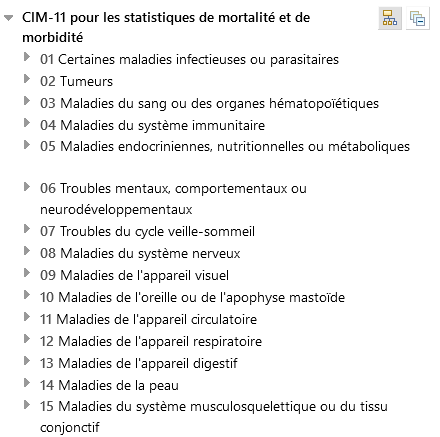 CIM-11 pour les statistiques de mortalité et de
morbidité
01 Certaines maladies infectieuses ou parasitaires
02 Tumeurs
03 Maladies du sang ou des organes hématopoïétiques
04 Maladies du système immunitaire
05 Maladies endocriniennes, nutritionnelles ou métaboliques
06 Troubles mentaux, comportementaux ou
neurodéveloppementaux
07 Troubles du cycle veille-sommeil
08 Maladies du système nerveux
09 Maladies de l'appareil visuel
10 Maladies de l'oreille ou de l'apophyse mastoïde
11 Maladies de l'appareil circulatoire
12 Maladies de l'appareil respiratoire
13 Maladies de l'appareil digestif
14 Maladies de la peau
15 Maladies du système musculosquelettique ou du tissu
conjonctif